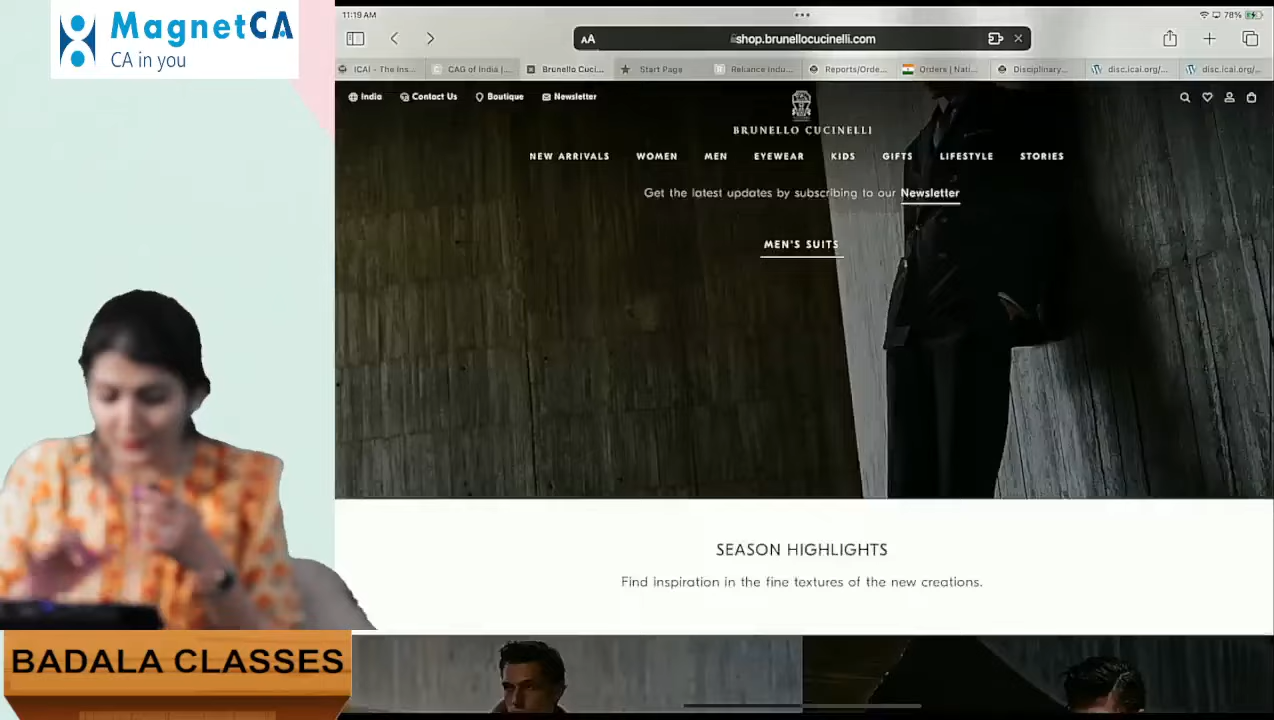 MagnetCA
CA in you
11:19 AM
78%
AA
shop.brunellocucinelli.com
ICAI - The Ins...
CAG of India |...
Brunello Cuci...
Start Page
Reliance Indu...
Reports/Orde...
Orders | Nati...
Disciplinary...
disc.icai.org/...
disc.icai.org/...
India
Contact Us
Boutique
Newsletter
BRUNELLO CUCINELLI
NEW ARRIVALS
WOMEN
MEN
EYEWEAR
KIDS
GIFTS
LIFESTYLE
STORIES
Get the latest updates by subscribing to our Newsletter
MEN'S SUITS
SEASON HIGHLIGHTS
Find inspiration in the fine textures of the new creations.
BADALA CLASSES